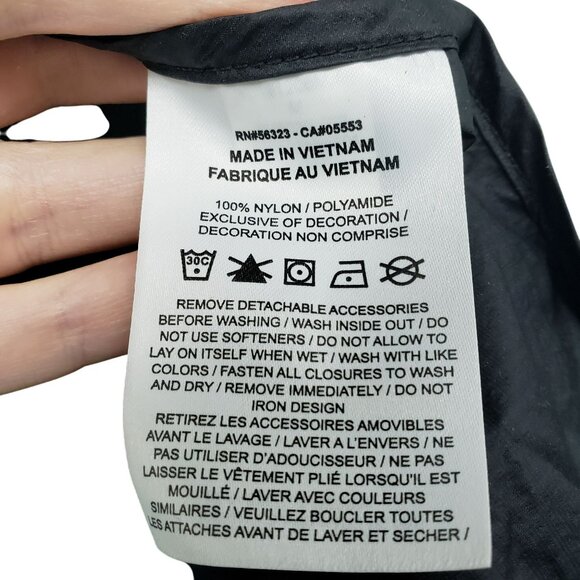 RN#56323 - CA#05553
MADE IN VIETNAM
FABRIQUE AU VIETNAM
100% NYLON / POLYAMIDE
EXCLUSIVE OF DECORATION /
DECORATION NON COMPRISE
30C
REMOVE DETACHABLE ACCESSORIES
BEFORE WASHING / WASH INSIDE OUT / DO
NOT USE SOFTENERS / DO NOT ALLOW TO
LAY ON ITSELF WHEN WET / WASH WITH LIKE
COLORS / FASTEN ALL CLOSURES TO WASH
AND DRY / REMOVE IMMEDIATELY / DO NOT
IRON DESIGN
RETIREZ LES ACCESSOIRES AMOVIBLES
AVANT LE LAVAGE / LAVER A L'ENVERS / NE
PAS UTILISER D'ADOUCISSEUR / NE PAS
LAISSER LE VÊTEMENT PLIÉ LORSQU'IL EST
MOUILLÉ / LAVER AVEC COULEURS
SIMILAIRES / VEUILLEZ BOUCLER TOUTES
LES ATTACHES AVANT DE LAVER ET SECHER /